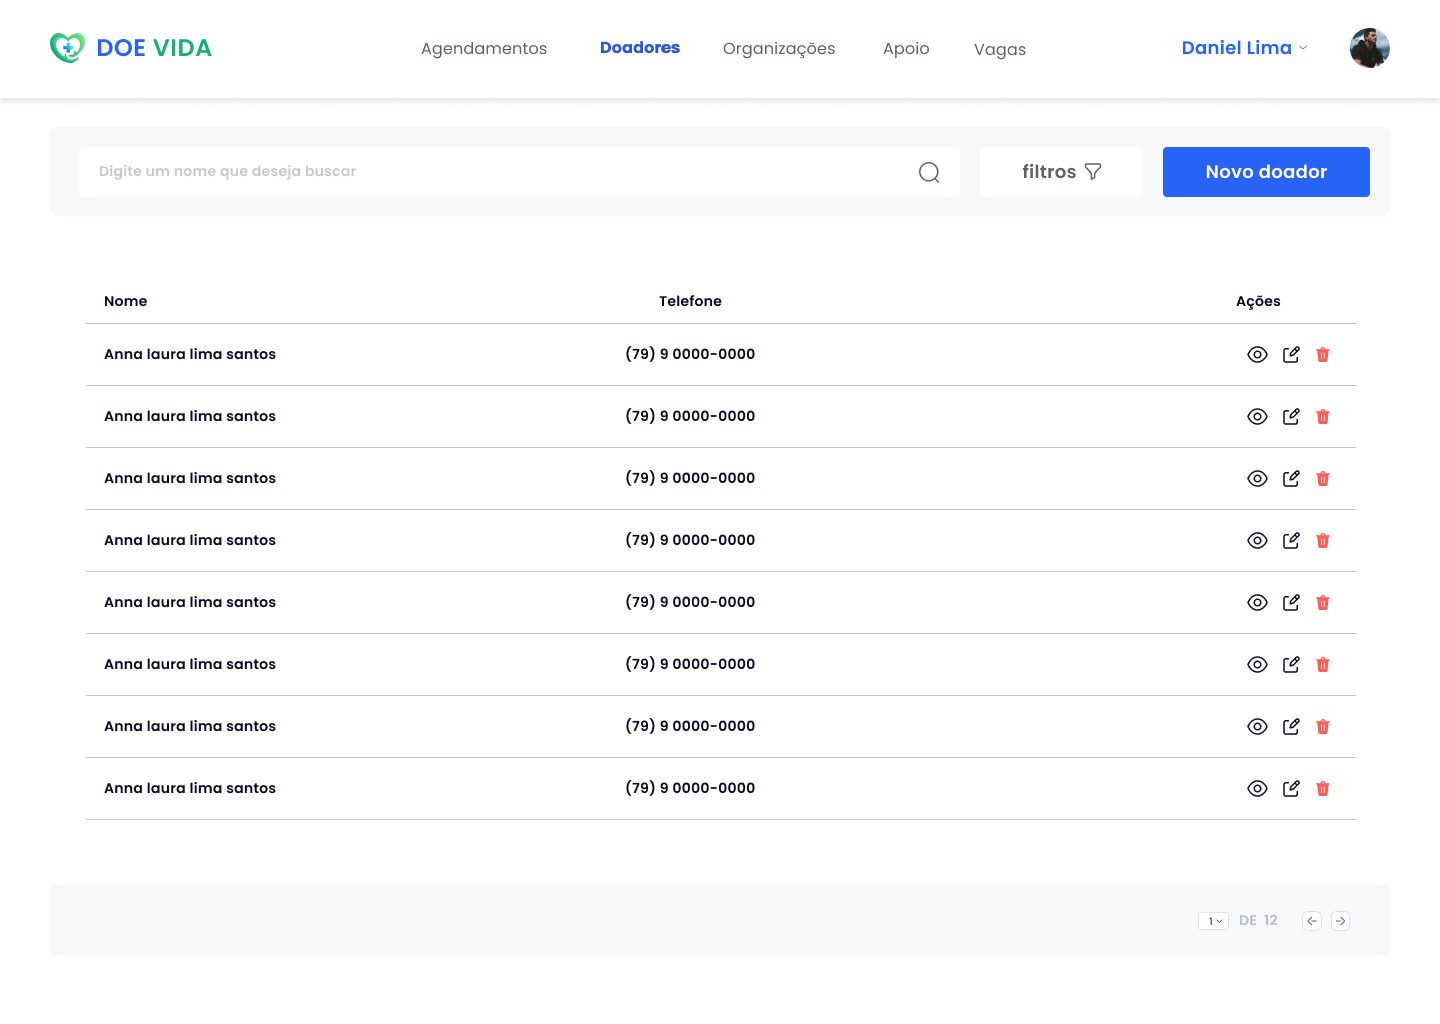 DOE VIDA
Agendamentos Doadores Organizações Apoio Vagas
Daniel Lima
Digite um nome que deseja buscar
filtros
Novo doador
Nome Telefone Ações
Anna laura lima santos (79) 9 0000-0000
Anna laura lima santos (79) 9 0000-0000
Anna laura lima santos (79) 9 0000-0000
Anna laura lima santos (79) 9 0000-0000
Anna laura lima santos (79) 9 0000-0000
Anna laura lima santos (79) 9 0000-0000
Anna laura lima santos (79) 9 0000-0000
Anna laura lima santos (79) 9 0000-0000
1 DE 12